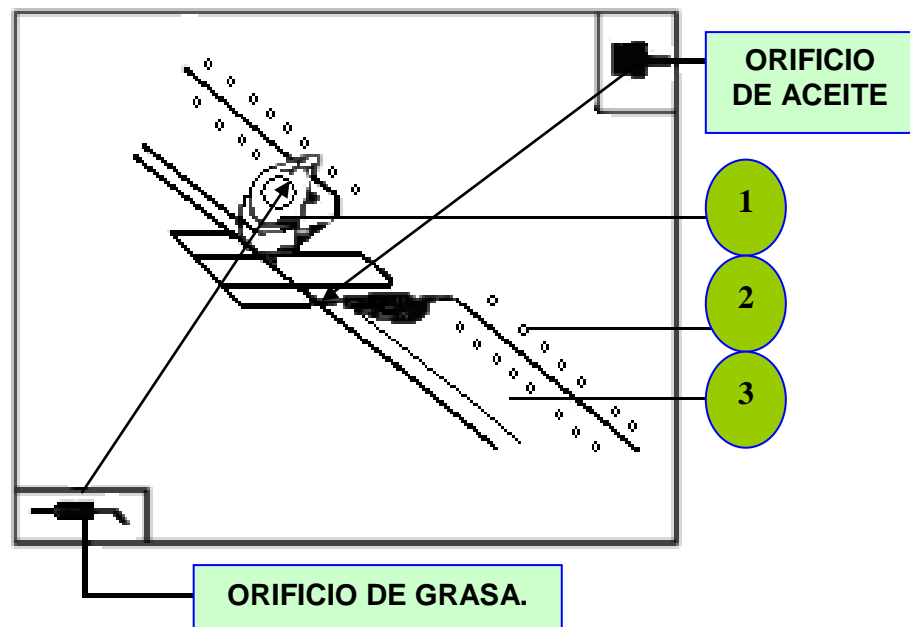 ORIFICIO
DE ACEITE
1
2
3
ORIFICIO DE GRASA.